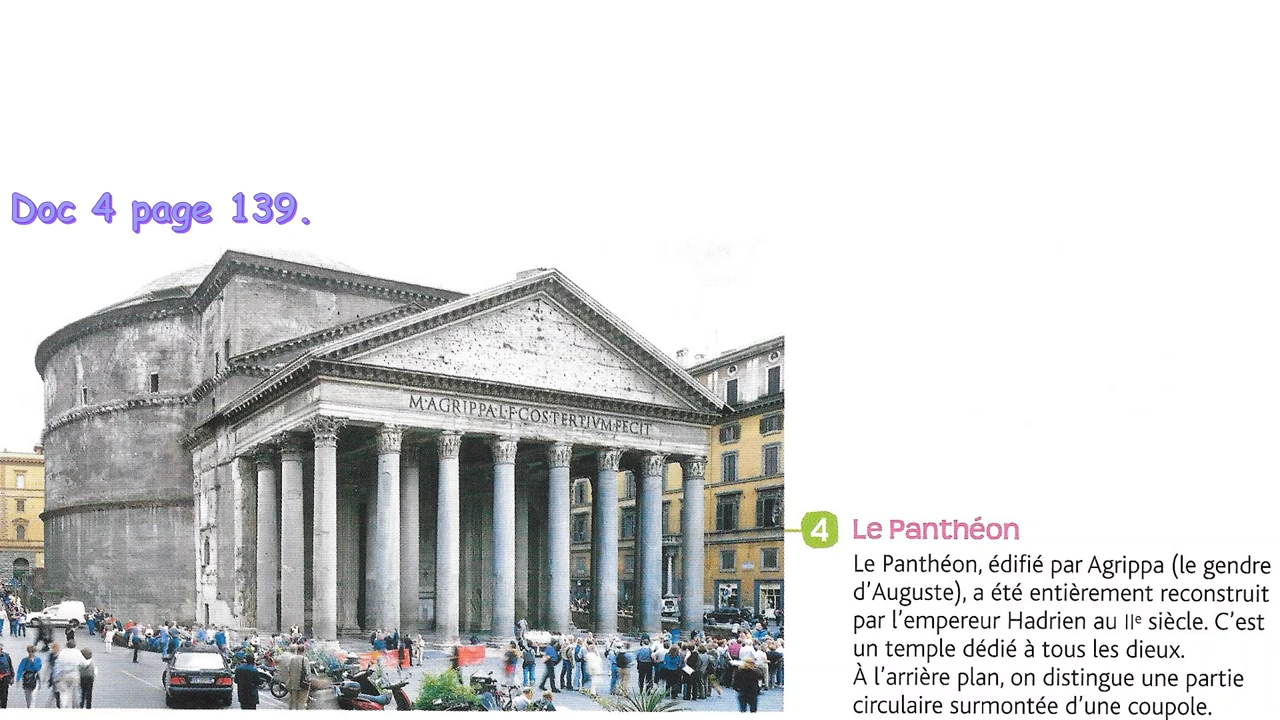 Doc 4 page 139.
M·AGRIPPA·L·F·COS·TERTIVM·FECIT
4 Le Panthéon
Le Panthéon, édifié par Agrippa (le gendre
d'Auguste), a été entièrement reconstruit
par l'empereur Hadrien au IIe siècle. C'est
un temple dédié à tous les dieux.
À l'arrière plan, on distingue une partie
circulaire surmontée d'une coupole.